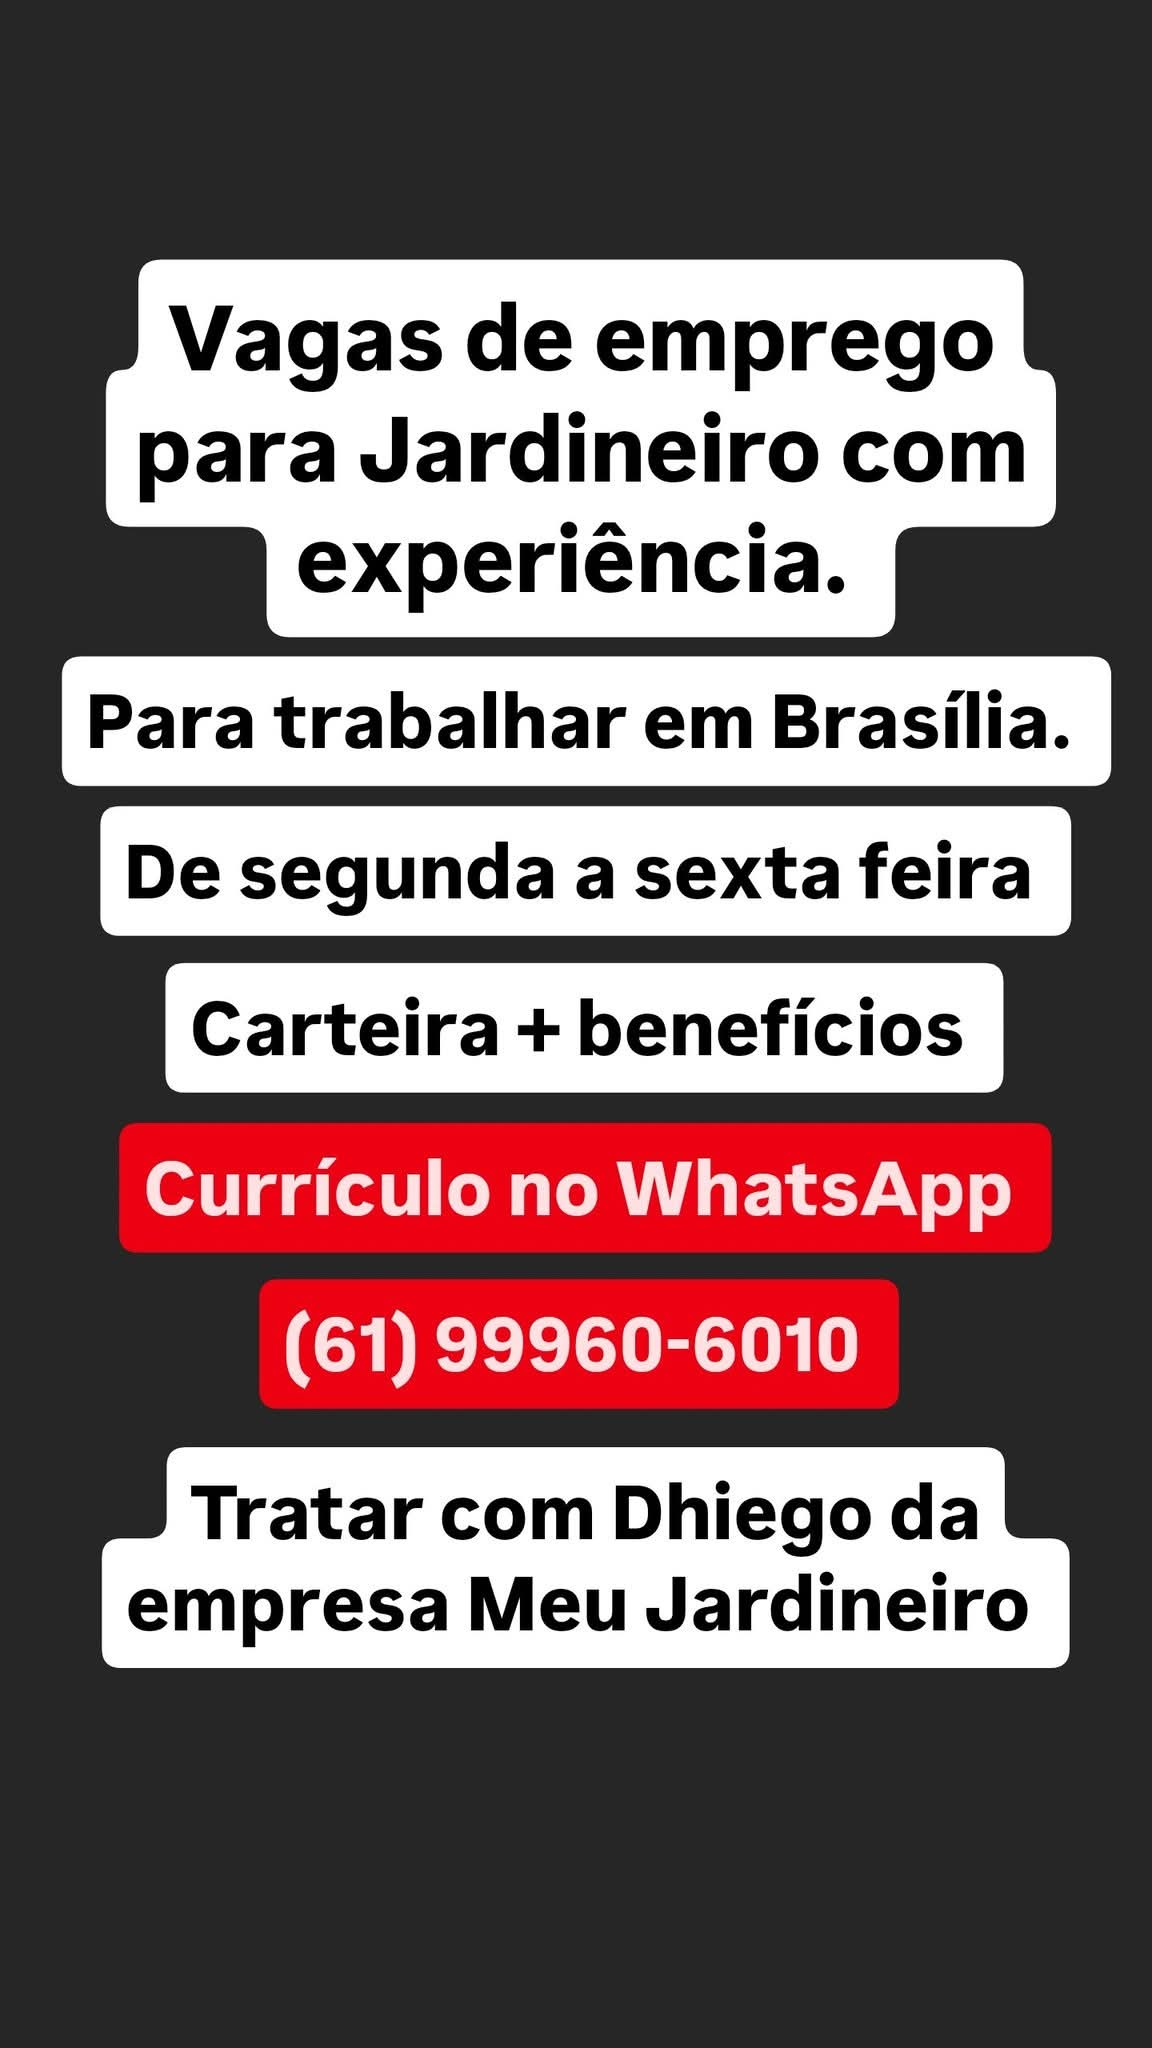 Vagas de emprego
para Jardineiro com
experiência.
Para trabalhar em Brasília.
De segunda a sexta feira
Carteira + benefícios
Currículo no WhatsApp
(61) 99960-6010
Tratar com Dhiego da
empresa Meu Jardineiro